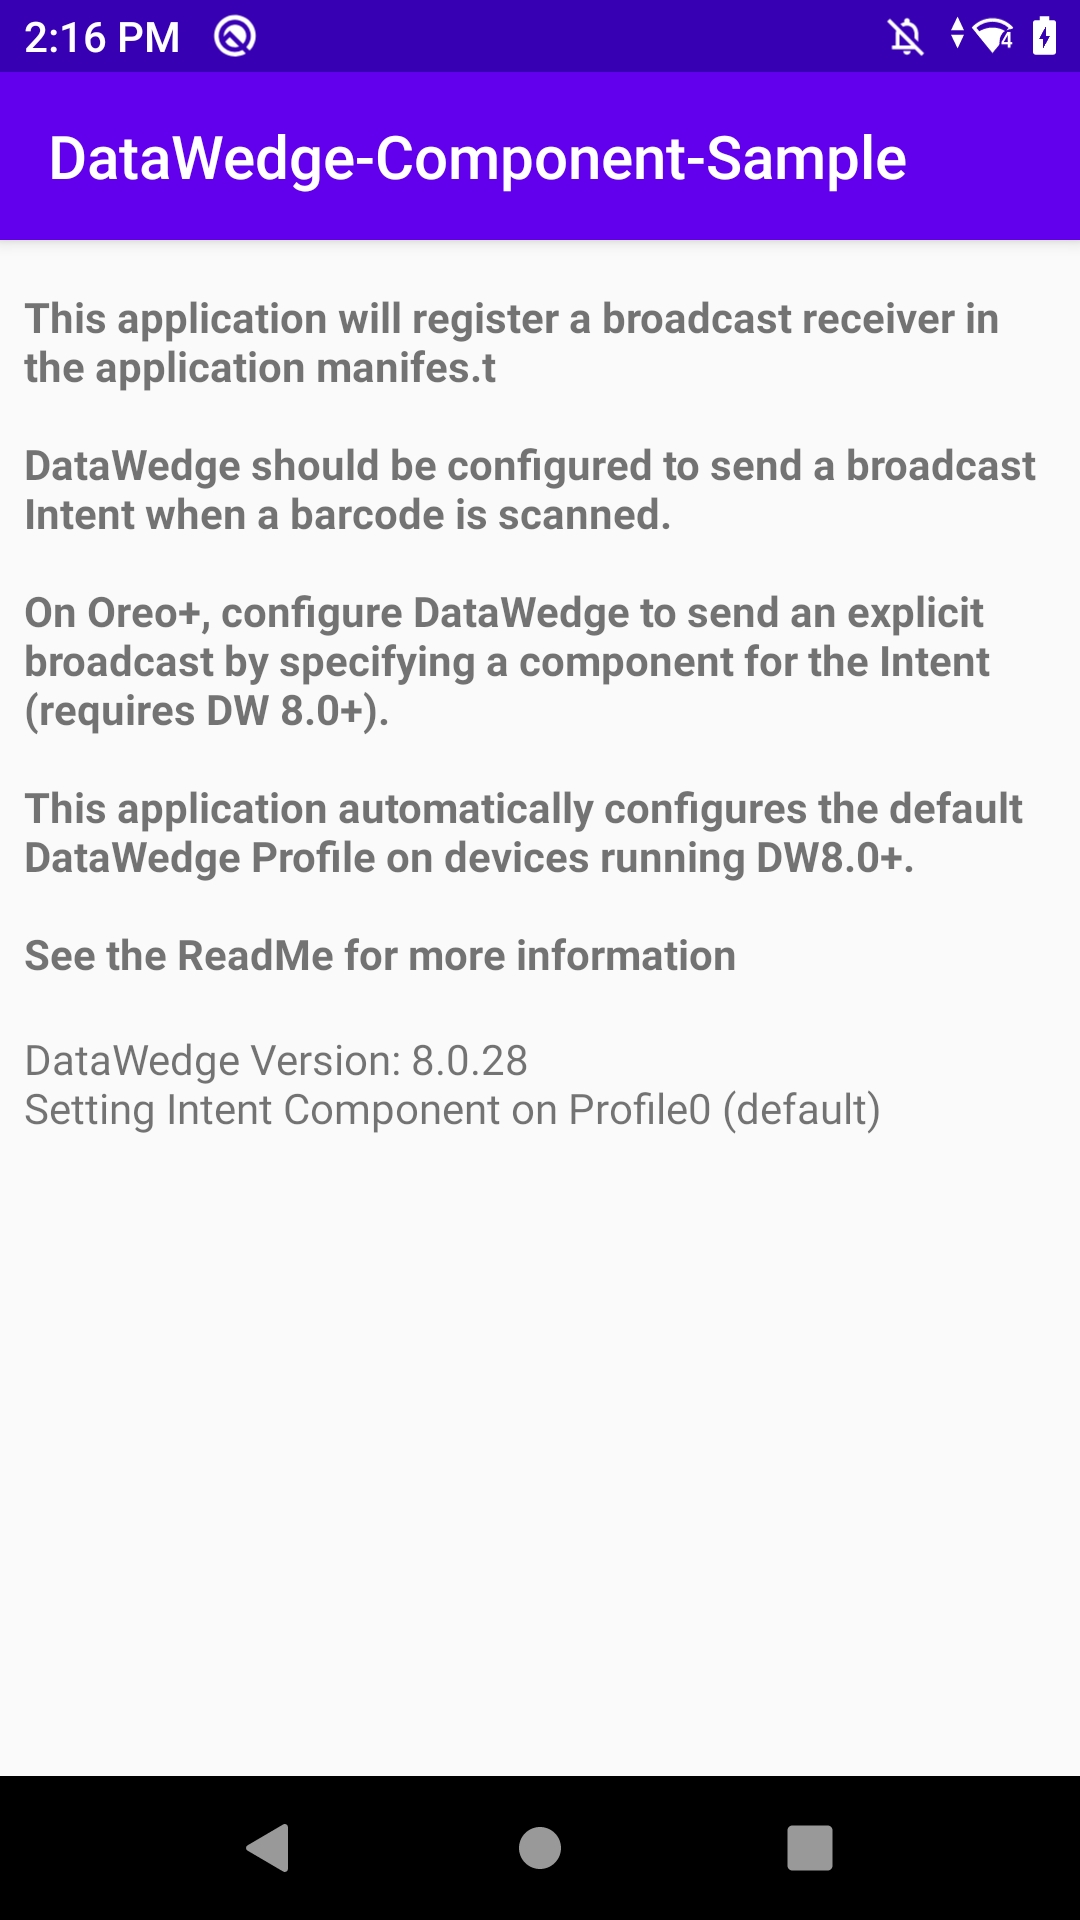 2:16 PM
4
DataWedge-Component-Sample
This application will register a broadcast receiver in
the application manifes.t
DataWedge should be configured to send a broadcast
Intent when a barcode is scanned.
On Oreo+, configure DataWedge to send an explicit
broadcast by specifying a component for the Intent
(requires DW 8.0+).
This application automatically configures the default
DataWedge Profile on devices running DW8.0+.
See the ReadMe for more information
DataWedge Version: 8.0.28
Setting Intent Component on Profile0 (default)